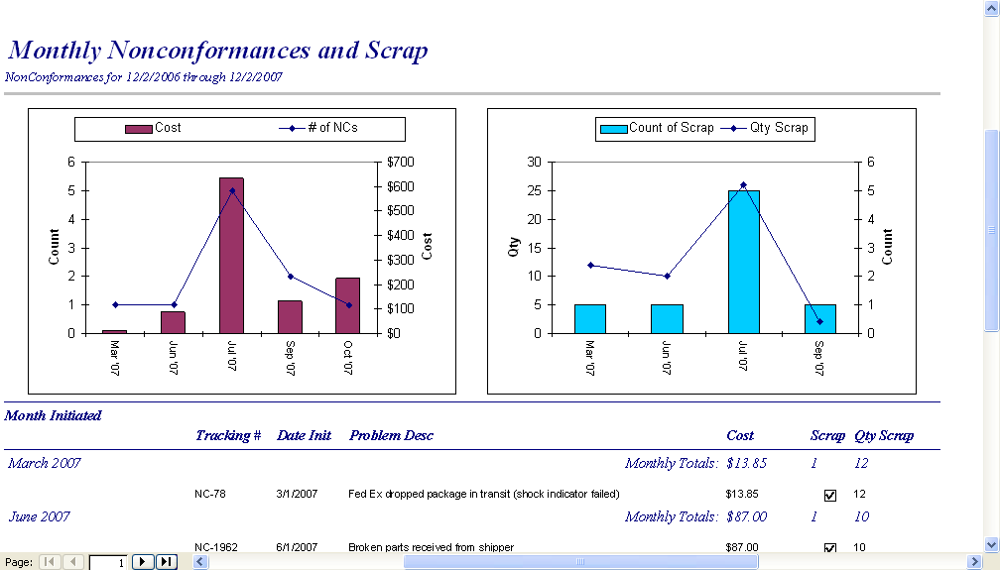 Monthly Nonconformances and Scrap
NonConformances for 12/2/2006 through 12/2/2007
Cost # of NCs
6 $700
5 $600
$500
4 $400
3 $300
2 $200
1 $100
0 $0
Count
Cost
Mar '07 Jun '07 Jul '07 Sep '07 Oct '07
Count of Scrap Qty Scrap
30 6
25 5
20 4
15 3
10 2
5 1
0 0
Qty
Count
Mar '07 Jun '07 Jul '07 Sep '07
Month Initiated
Tracking # Date Init Problem Desc Cost Scrap Qty Scrap
March 2007 Monthly Totals: $13.85 1 12
NC-78 3/1/2007 Fed Ex dropped package in transit (shock indicator failed) $13.85 12
June 2007 Monthly Totals: $87.00 1 10
NC-1962 6/1/2007 Broken parts received from shipper $87.00 10
Page: 1